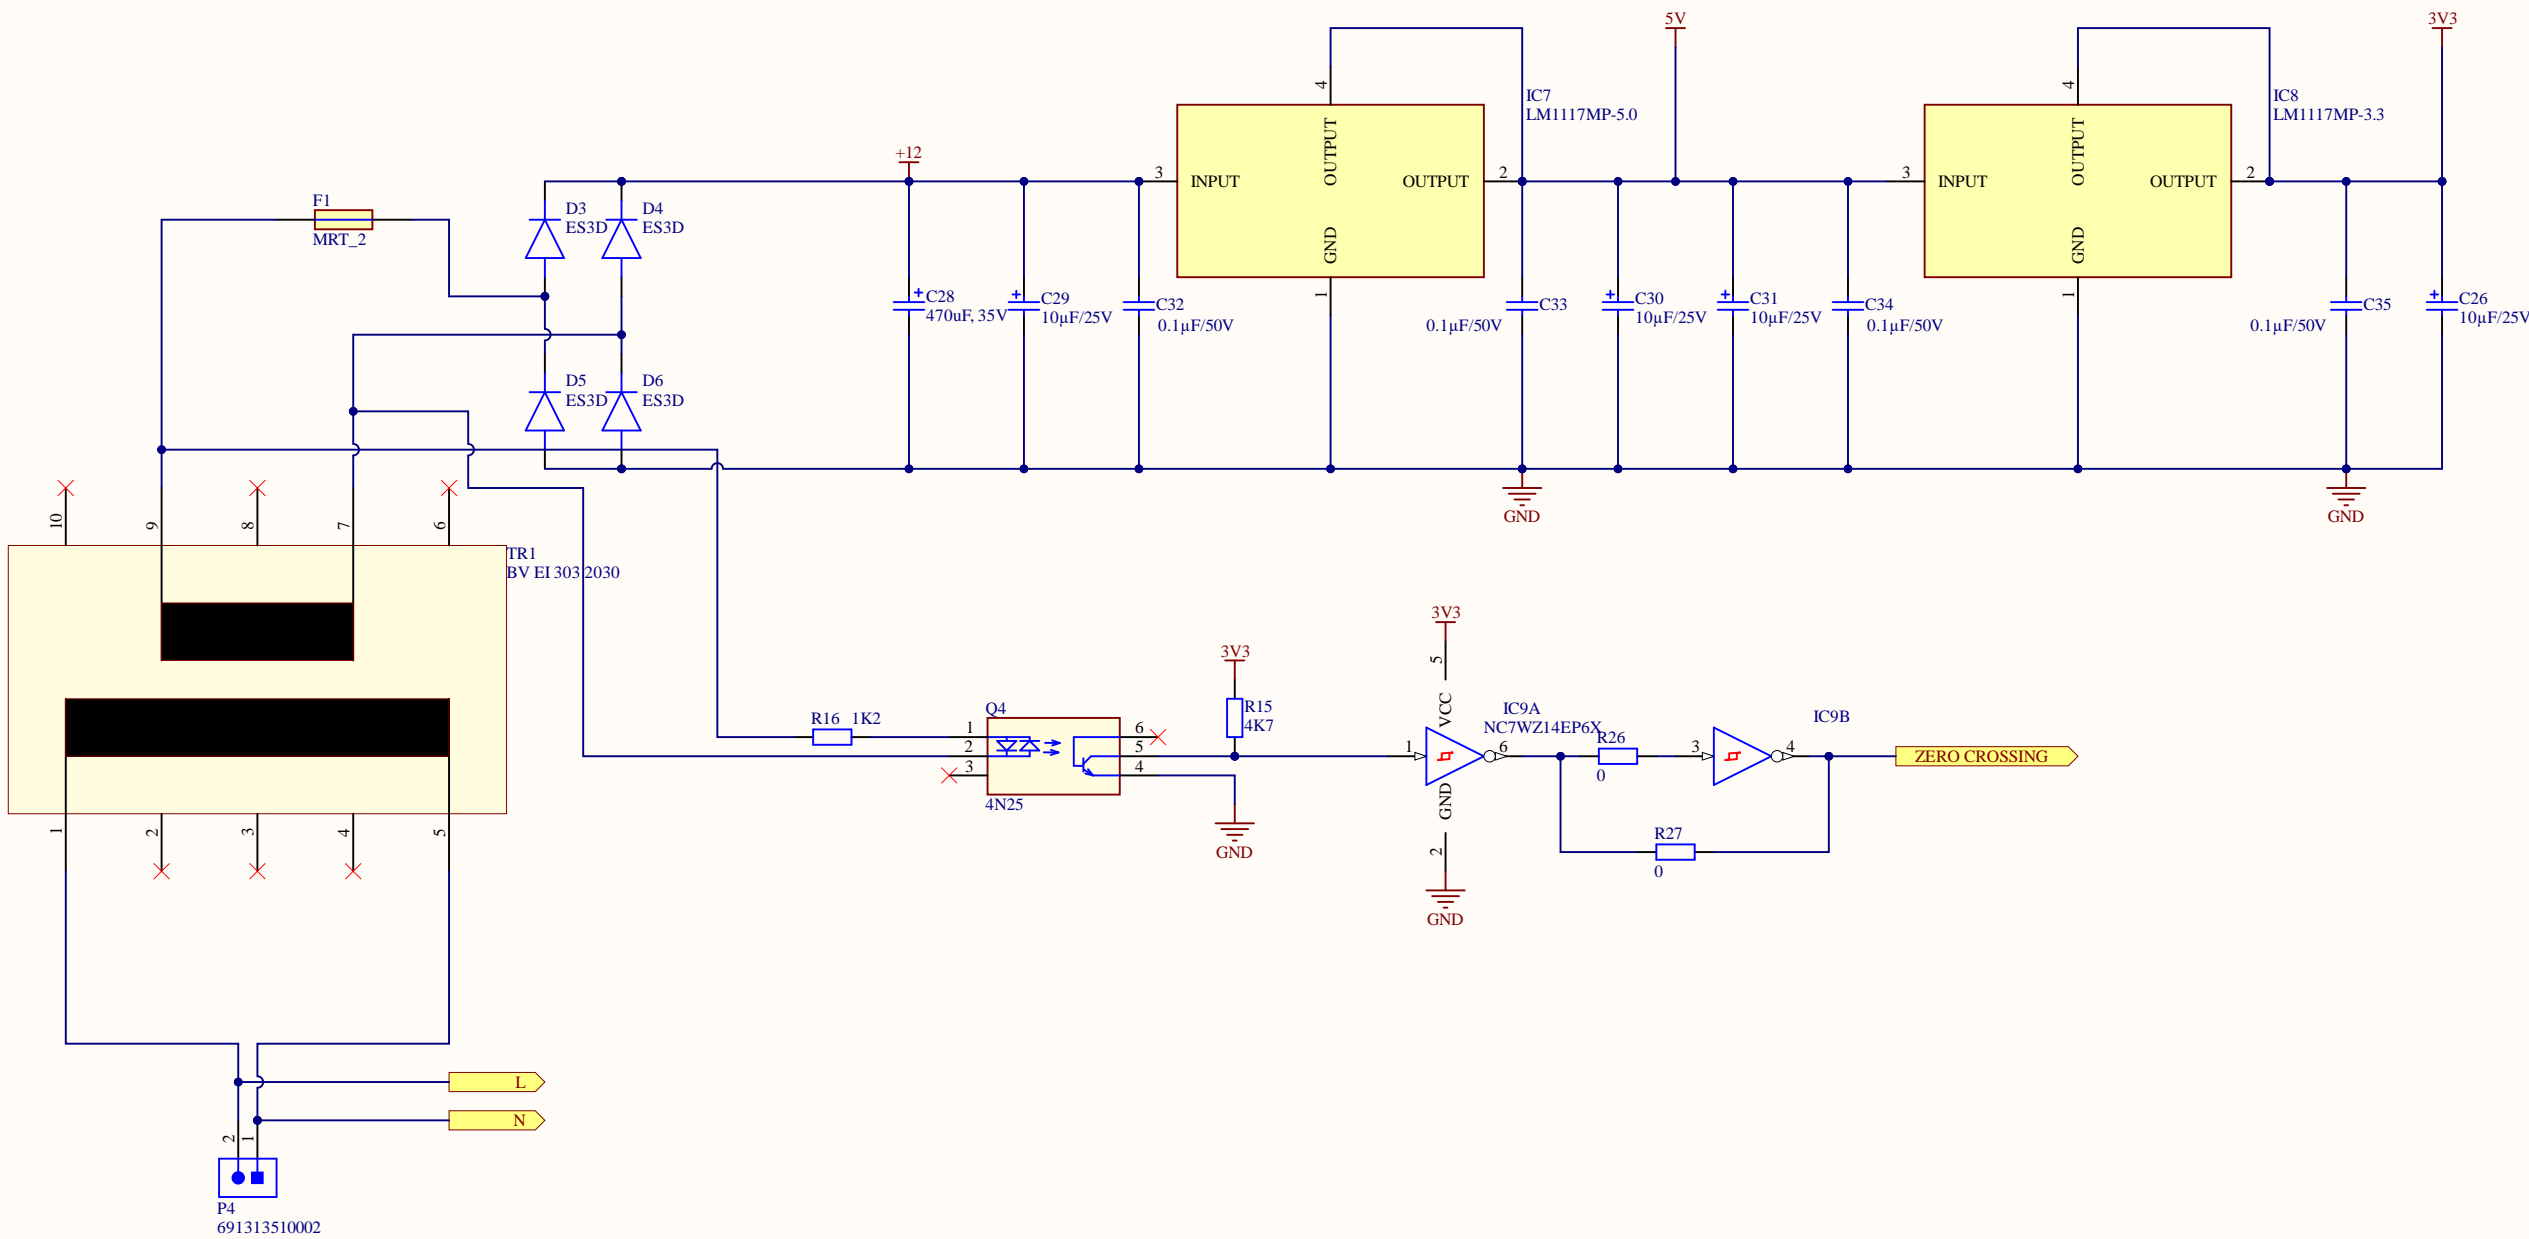 5V
3V3
4
4
IC7
LM1117MP-5.0
IC8
LM1117MP-3.3
+12
3
INPUT
OUTPUT
OUTPUT
2
GND
1
3
INPUT
OUTPUT
OUTPUT
2
GND
1
F1
MRT_2
D3
ES3D
D4
ES3D
C28
470uF, 35V
C29
10µF/25V
C32
0.1µF/50V
C33
0.1µF/50V
C30
10µF/25V
C31
10µF/25V
C34
0.1µF/50V
C35
0.1µF/50V
C26
10µF/25V
D5
ES3D
D6
ES3D
GND
GND
10
9
8
7
6
TR1
BV EI 303 2030
3V3
3V3
5
VCC
R16 1K2
Q4
1
2
3
6
5
4
4N25
R15
4K7
GND
IC9A
NC7WZ14EP6X
1
6
GND
2
GND
R26
0
IC9B
3
4
ZERO CROSSING
R27
0
1
2
3
4
5
L
N
2
1
P4
691313510002